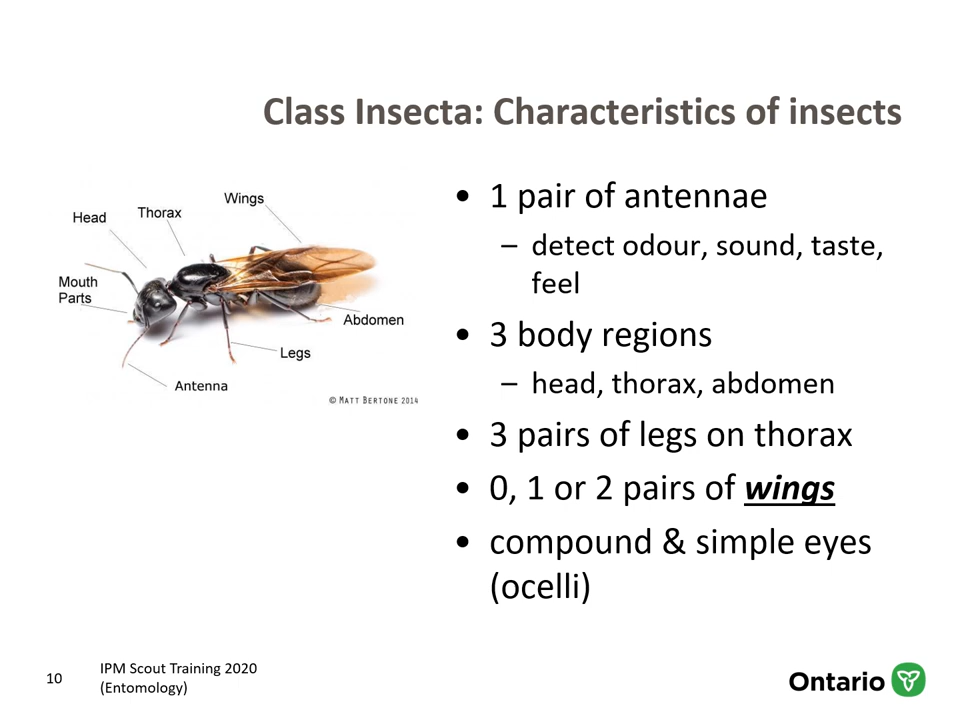 Class Insecta: Characteristics of insects
Wings
Thorax
Head
Mouth
Parts
Abdomen
Legs
Antenna
© Matt Bertone 2014
• 1 pair of antennae
– detect odour, sound, taste,
feel
• 3 body regions
– head, thorax, abdomen
• 3 pairs of legs on thorax
• 0, 1 or 2 pairs of wings
• compound & simple eyes
(ocelli)
10
IPM Scout Training 2020
(Entomology)
Ontario